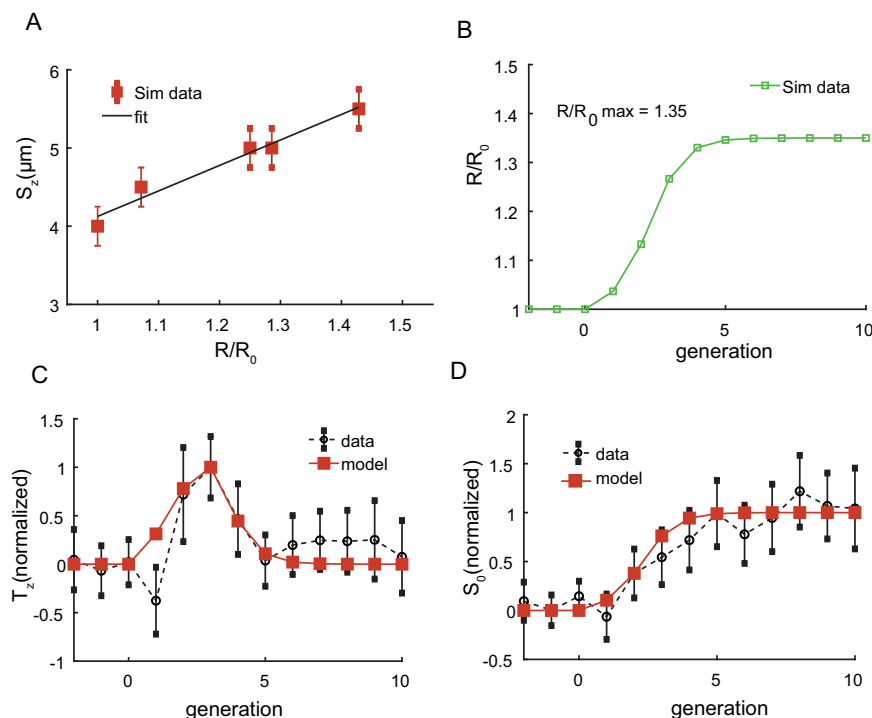 A
6
5
4
3
S_z(μm)
Sim data
fit
1
1.1
1.2
1.3
1.4
1.5
R/R_0
B
1.5
1.4
1.3
1.2
1.1
1
R/R_0
Sim data
R/R_0 max = 1.35
0
5
10
generation
C
1.5
1
0.5
0
-0.5
-1
T_z(normalized)
data
model
0
5
10
generation
D
2
1.5
1
0.5
0
-0.5
S_0(normalized)
data
model
0
5
10
generation